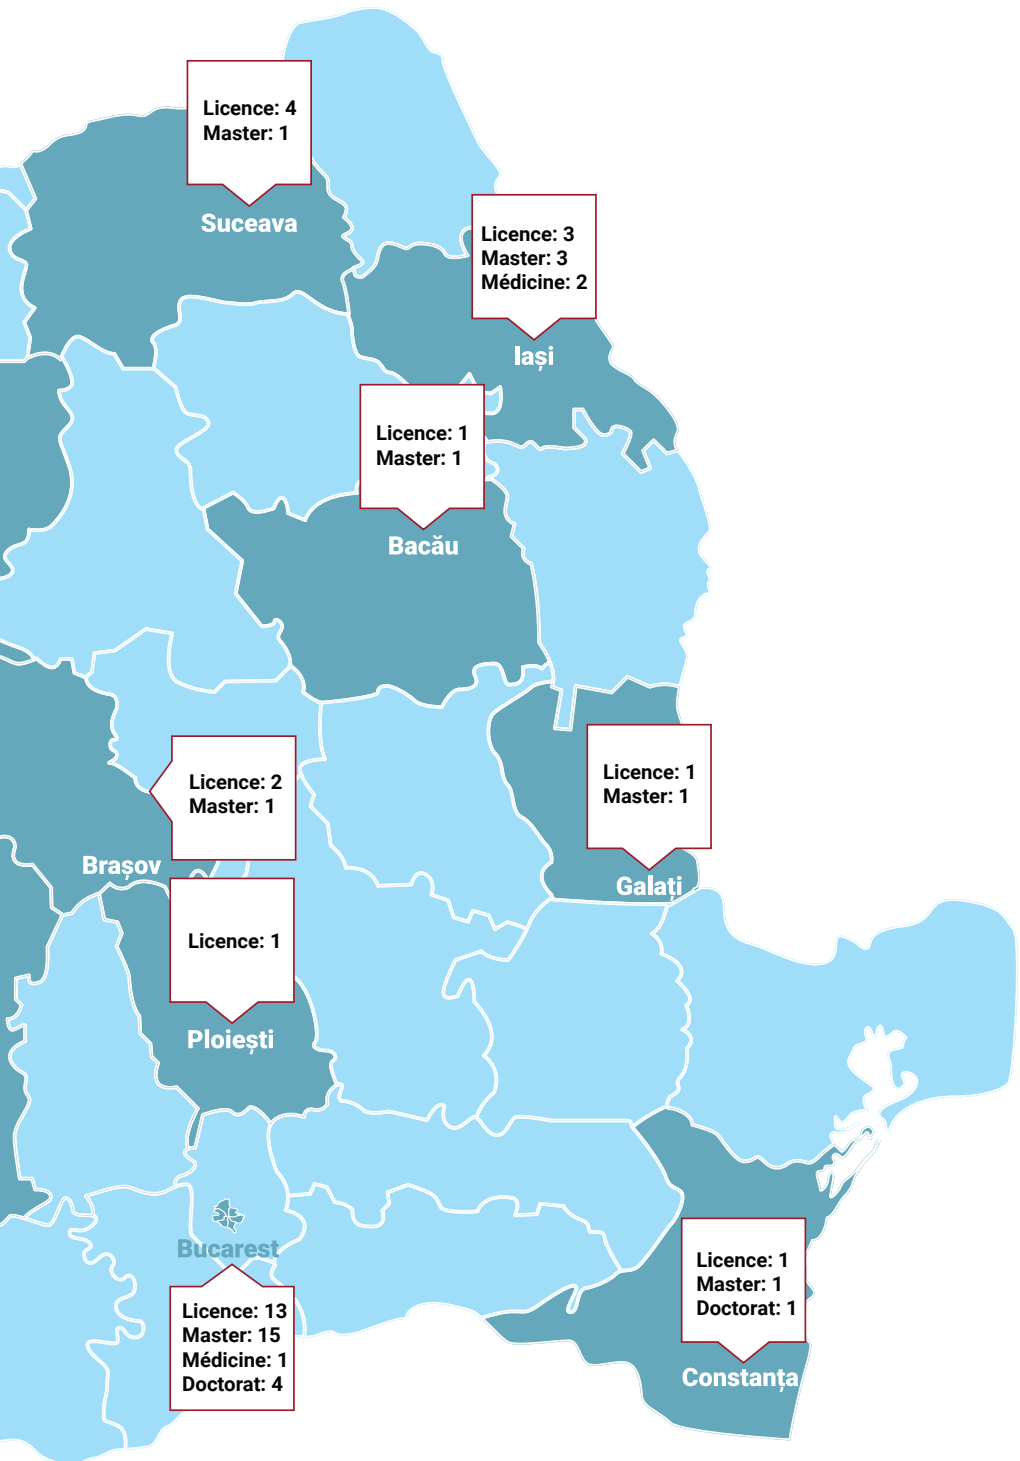 Licence: 4
Master: 1
Suceava
Licence: 3
Master: 3
Médicine: 2
Iași
Licence: 1
Master: 1
Bacău
Licence: 2
Master: 1
Brașov
Licence: 1
Master: 1
Galați
Licence: 1
Ploiești
Bucarest
Licence: 13
Master: 15
Médicine: 1
Doctorat: 4
Licence: 1
Master: 1
Doctorat: 1
Constanța